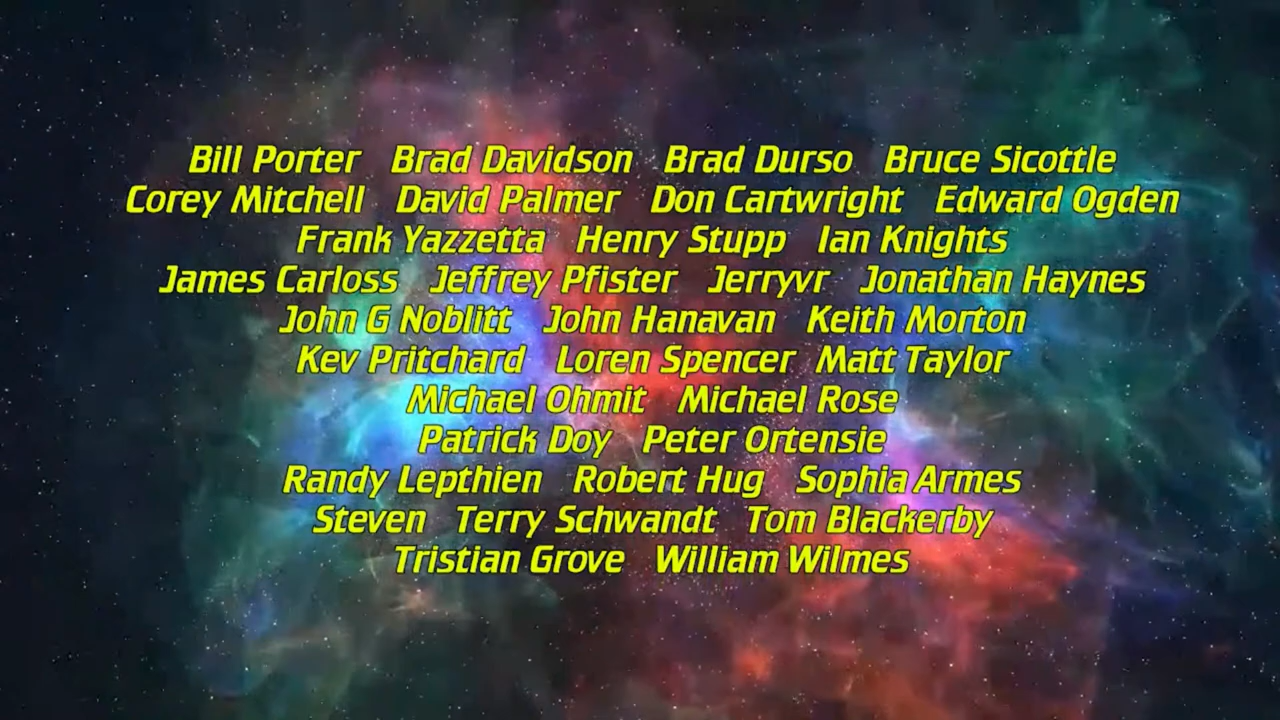 Bill Porter Brad Davidson Brad Durso Bruce Sicottle
Corey Mitchell David Palmer Don Cartwright Edward Ogden
Frank Yazzetta Henry Stupp Ian Knights
James Carloss Jeffrey Pfister Jerryvr Jonathan Haynes
John G Noblitt John Hanavan Keith Morton
Kev Pritchard Loren Spencer Matt Taylor
Michael Ohmit Michael Rose
Patrick Doy Peter Ortensie
Randy Lepthien Robert Hug Sophia Armes
Steven Terry Schwandt Tom Blackerby
Tristian Grove William Wilmes